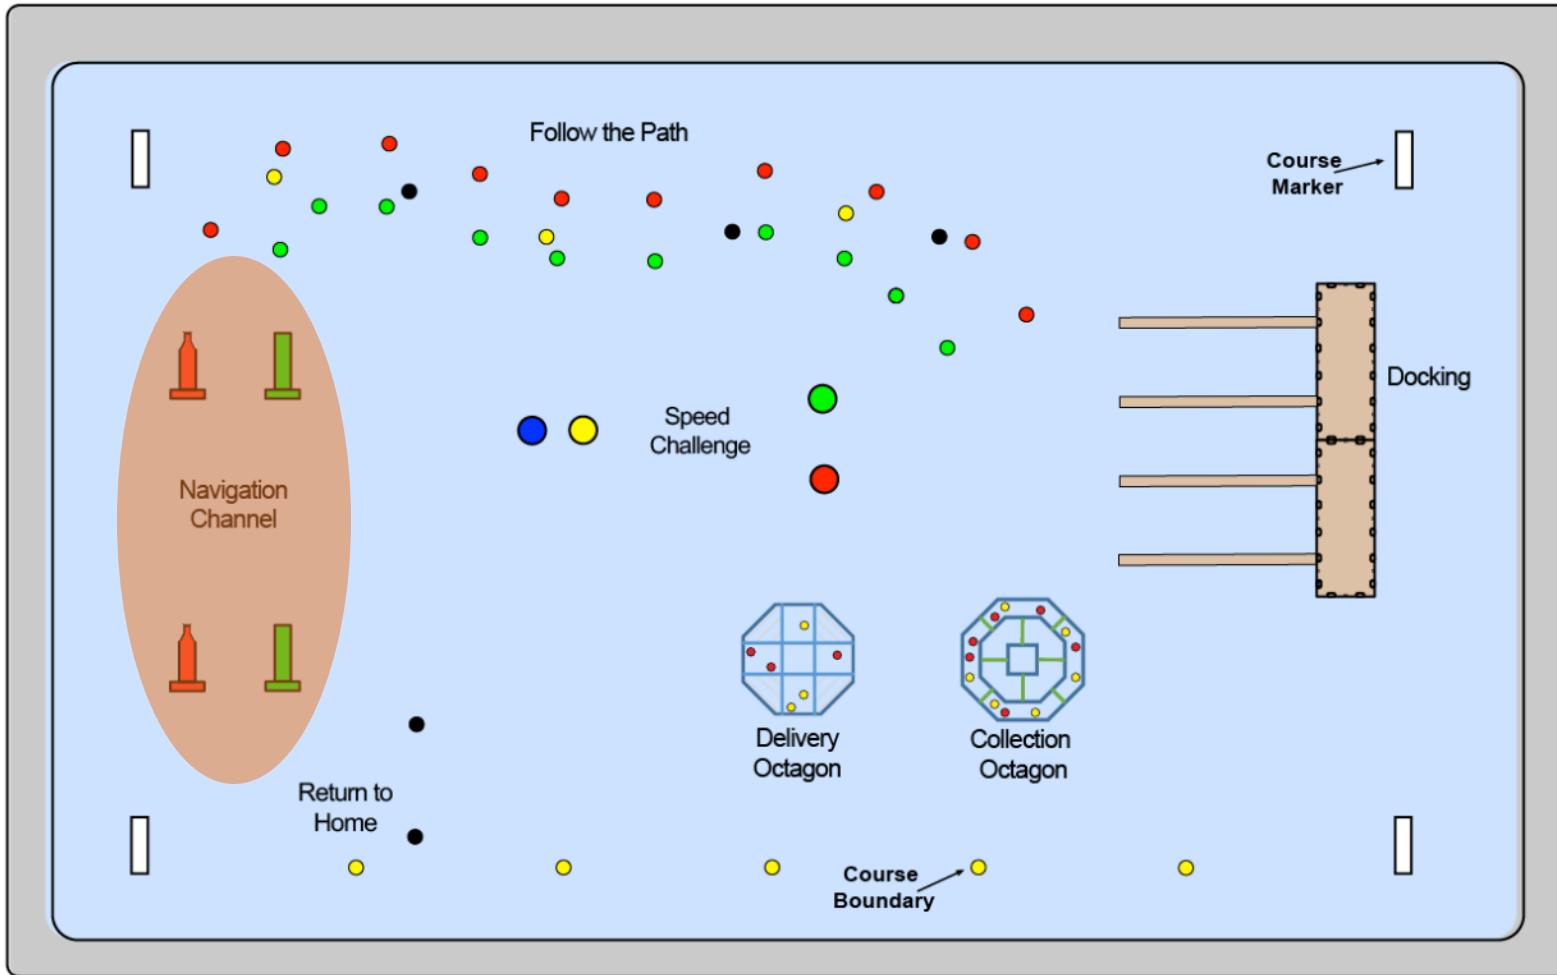 Follow the Path
Course
Marker
Docking
Speed
Challenge
Navigation
Channel
Delivery
Octagon
Collection
Octagon
Return to
Home
Course
Boundary